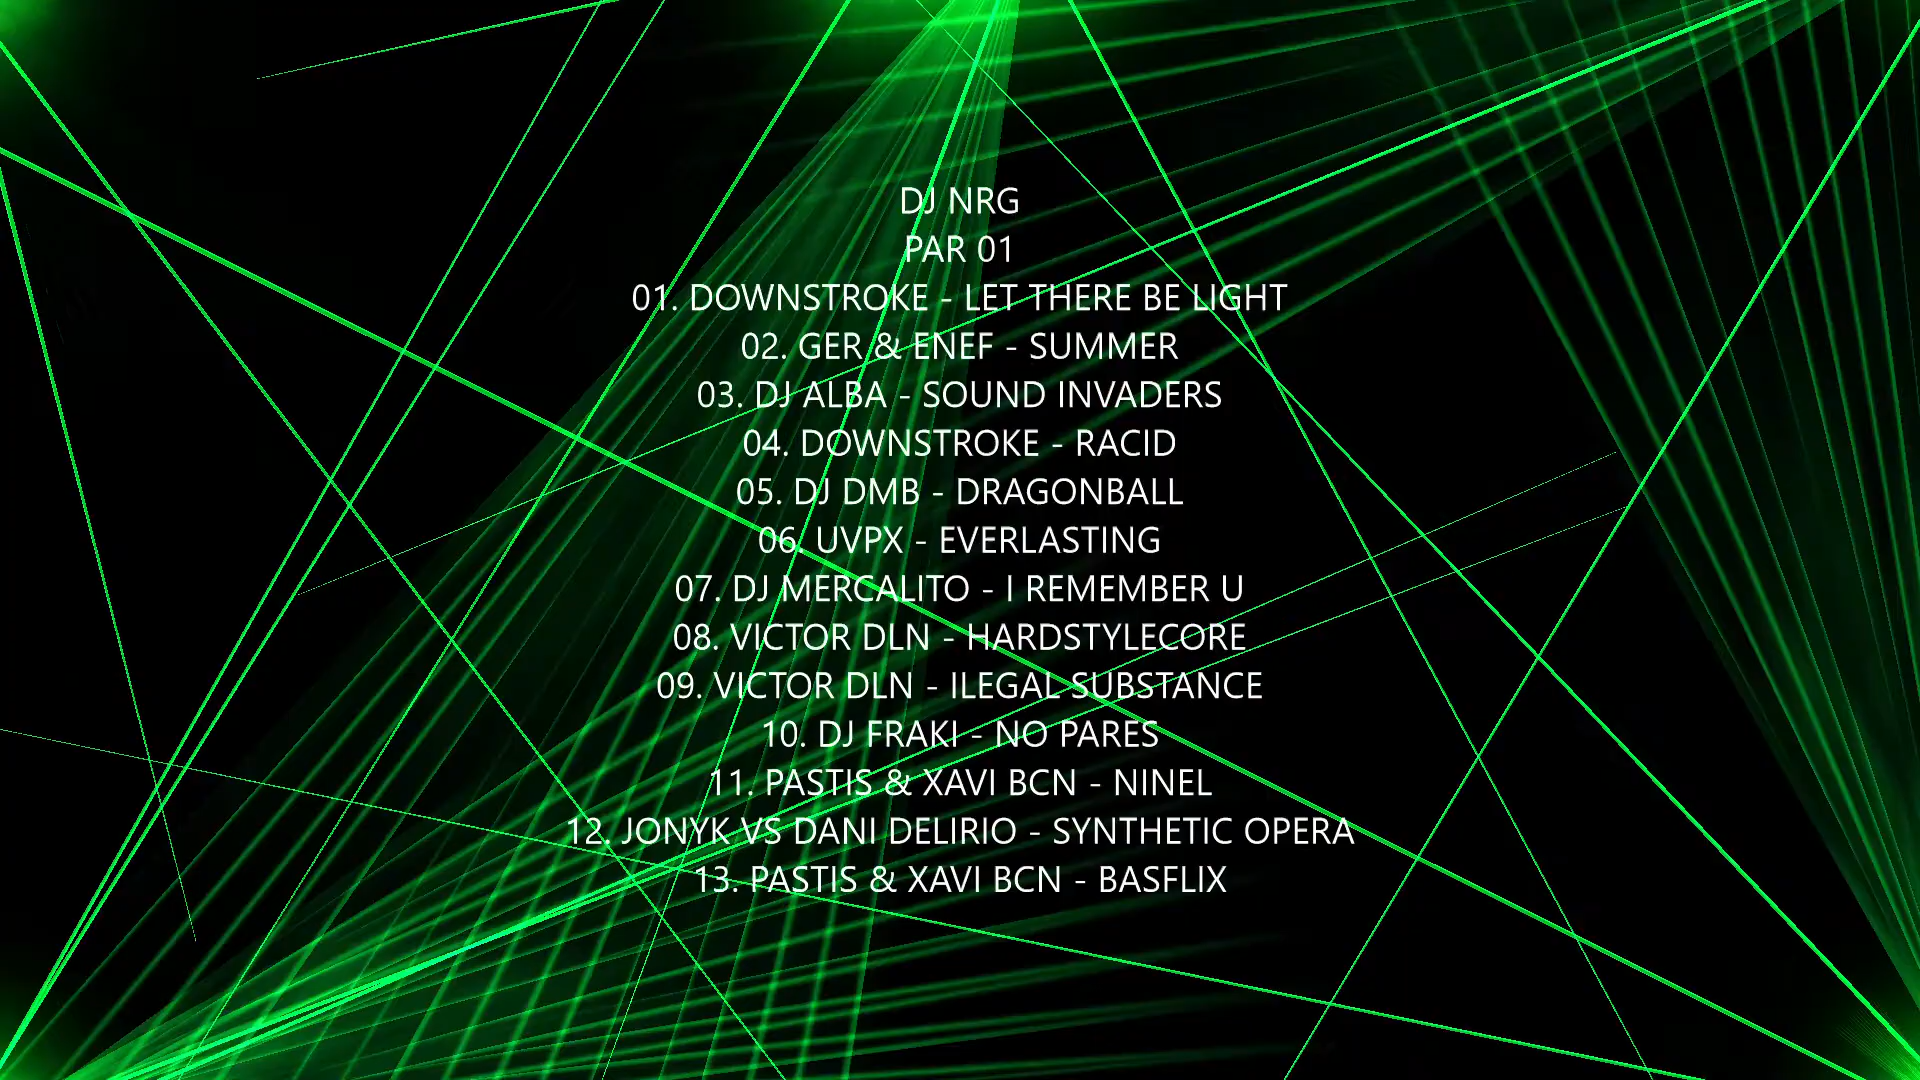 DJ NRG
PAR 01
01. DOWNSTROKE - LET THERE BE LIGHT
02. GER & ENEF - SUMMER
03. DJ ALBA - SOUND INVADERS
04. DOWNSTROKE - RACID
05. DJ DMB - DRAGONBALL
06. UVPX - EVERLASTING
07. DJ MERCALITO - I REMEMBER U
08. VICTOR DLN - HARDSTYLECORE
09. VICTOR DLN - ILEGAL SUBSTANCE
10. DJ FRAKI - NO PARES
11. PASTIS & XAVI BCN - NINEL
12. JONYK VS DANI DELIRIO - SYNTHETIC OPERA
13. PASTIS & XAVI BCN - BASFLIX